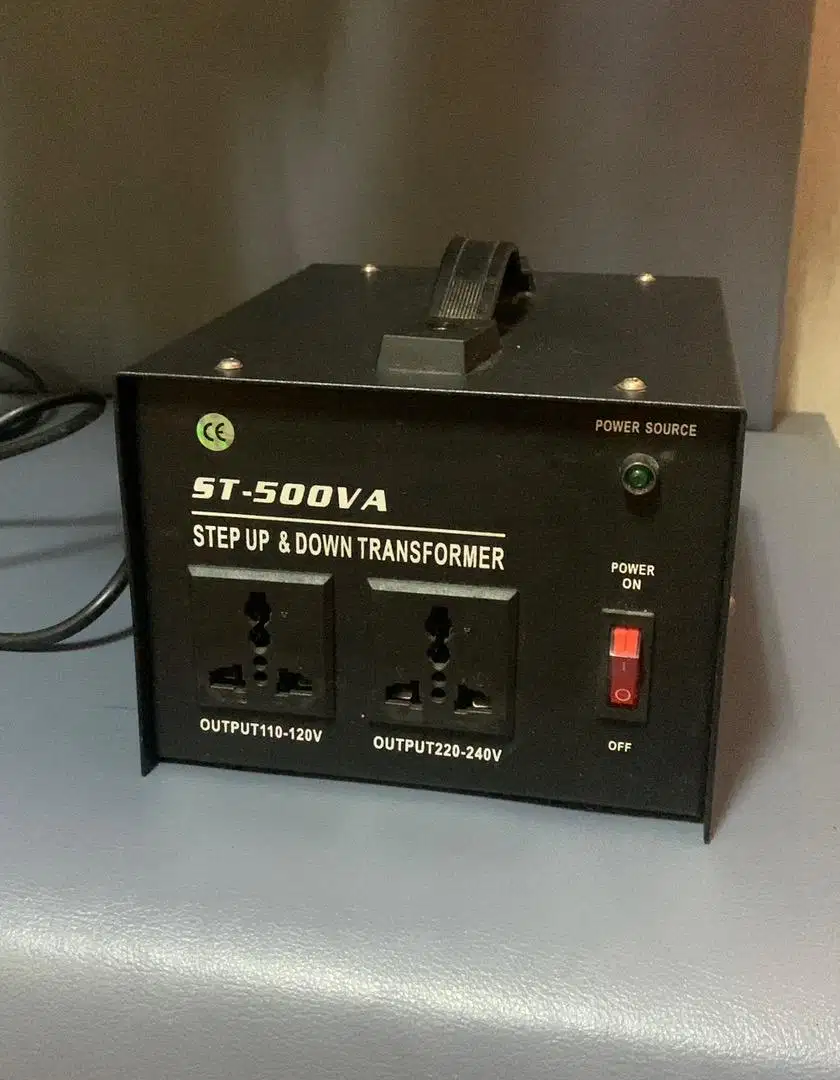 CE
POWER SOURCE
ST-500VA
STEP UP & DOWN TRANSFORMER
POWER
ON
OUTPUT110-120V
OUTPUT220-240V
OFF